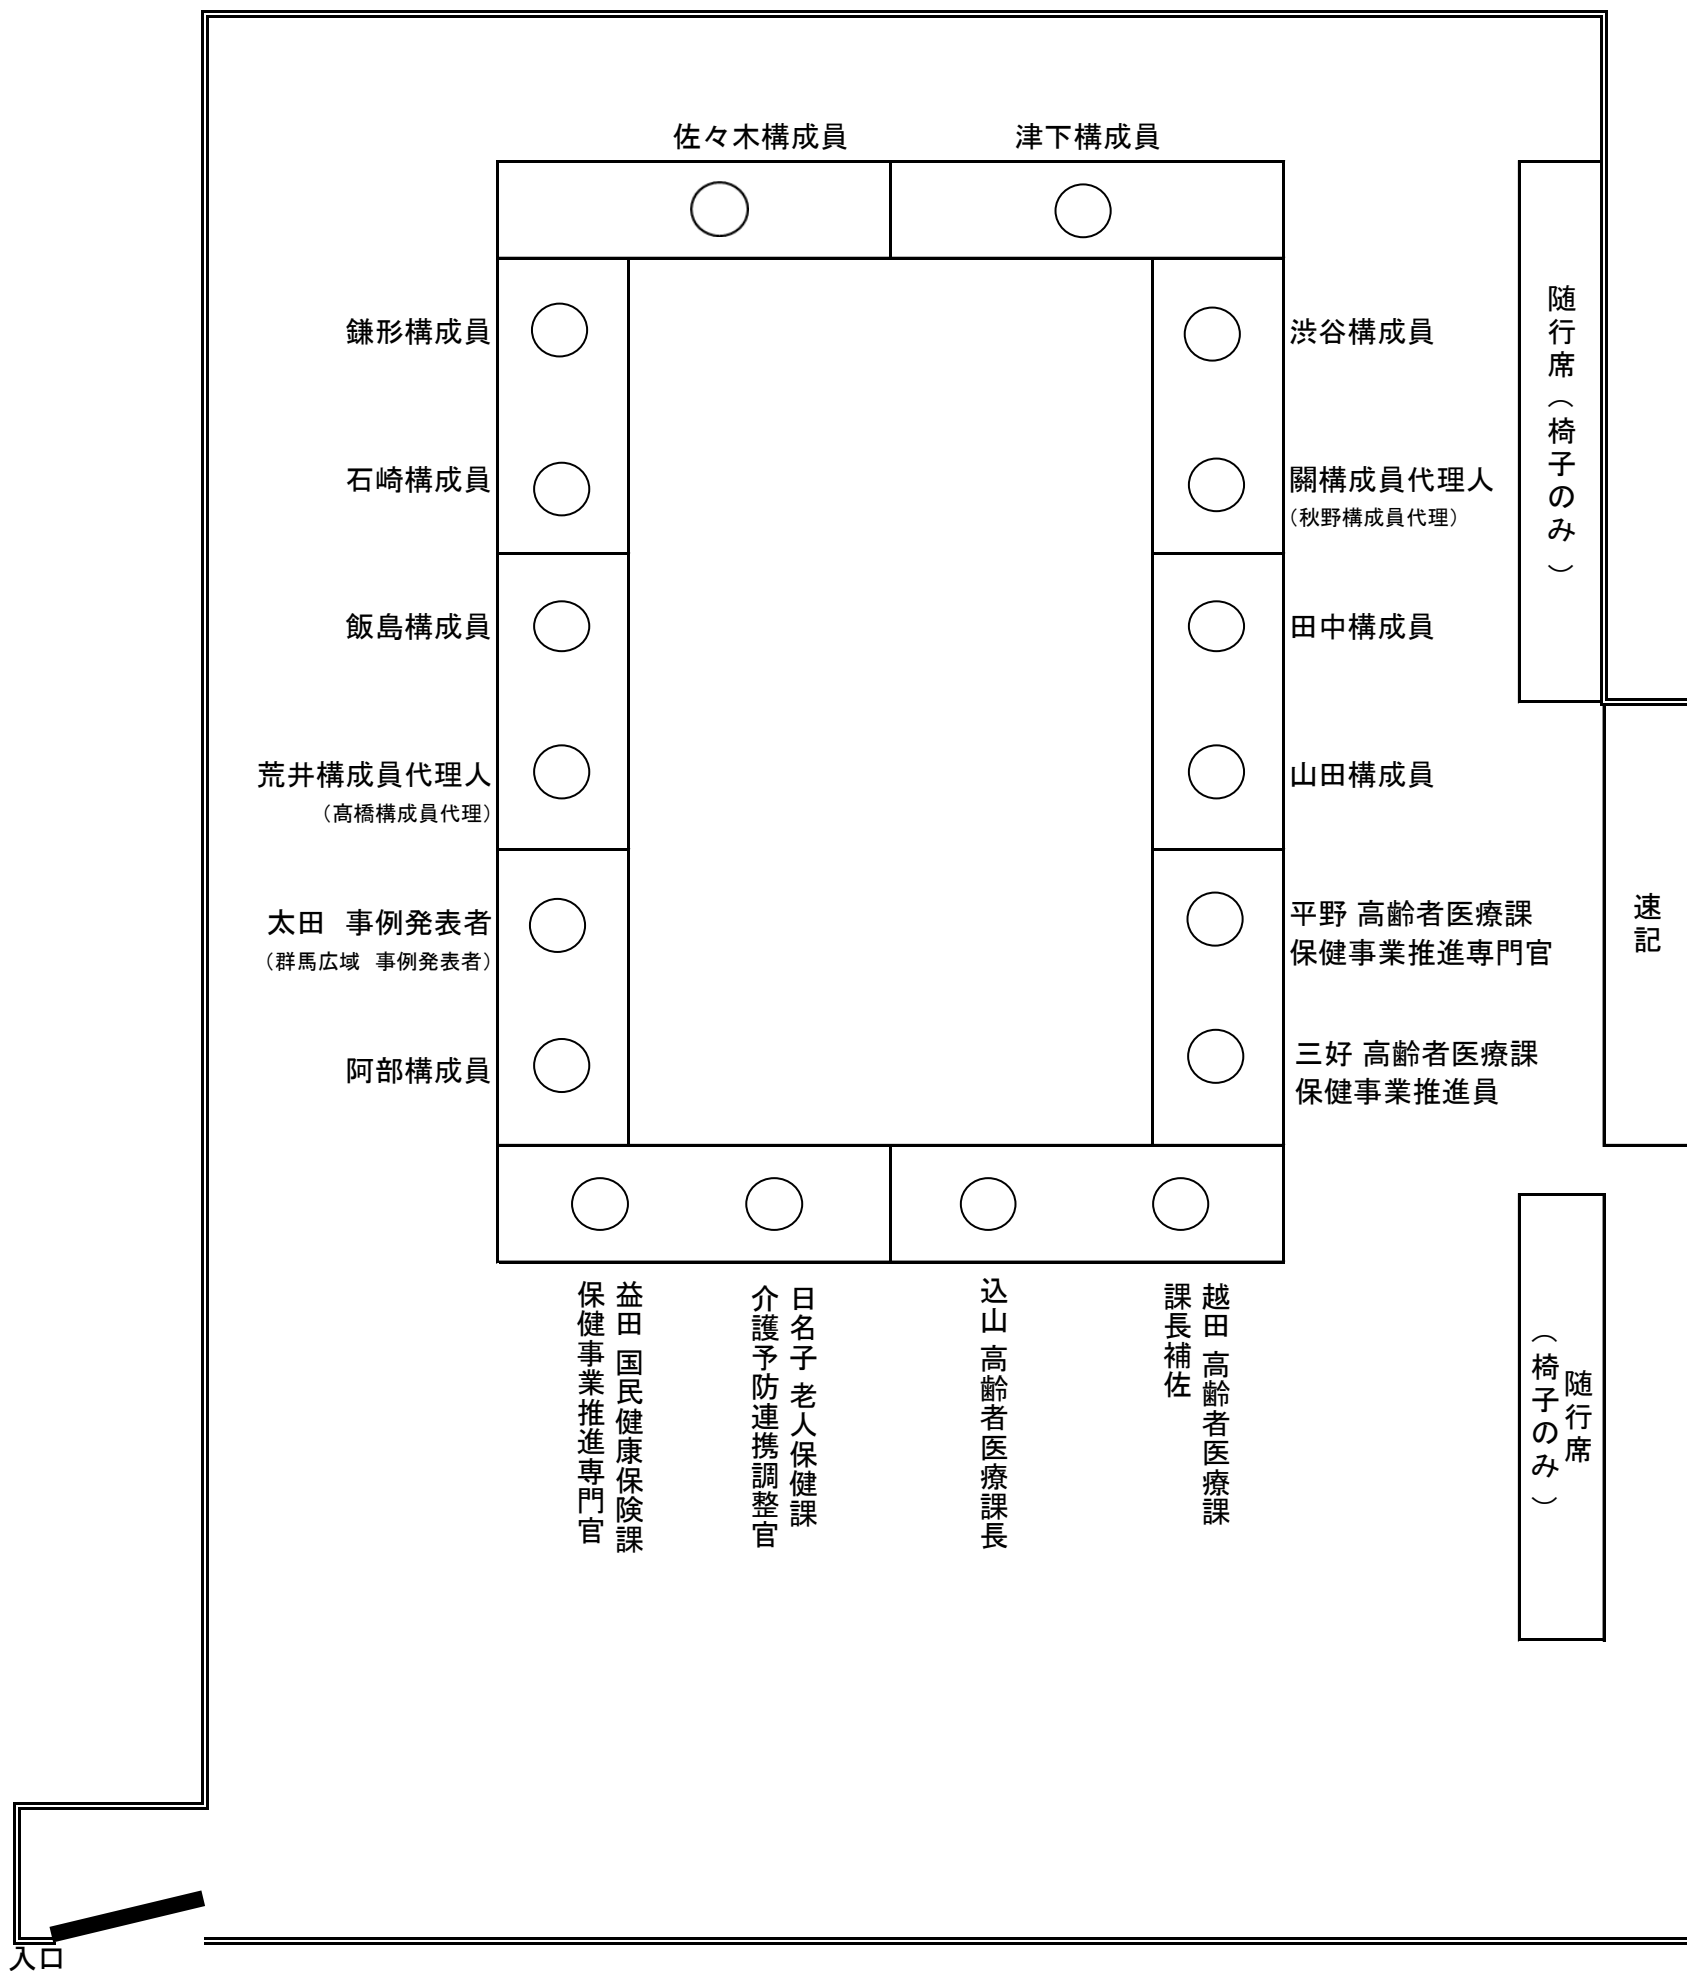 佐々木構成員
津下構成員
鎌形構成員
渋谷構成員
石崎構成員
關構成員代理人
（秋野構成員代理）
飯島構成員
田中構成員
荒井構成員代理人
（髙橋構成員代理）
山田構成員
太田　事例発表者
（群馬広域　事例発表者）
平野 高齢者医療課
保健事業推進専門官
阿部構成員
三好 高齢者医療課
保健事業推進員
益田 国民健康保険課
保健事業推進専門官
日名子 老人保健課
介護予防連携調整官
込山 高齢者医療課長
越田 高齢者医療課
課長補佐
随行席（椅子のみ）
速記
随行席
（椅子のみ）
入口